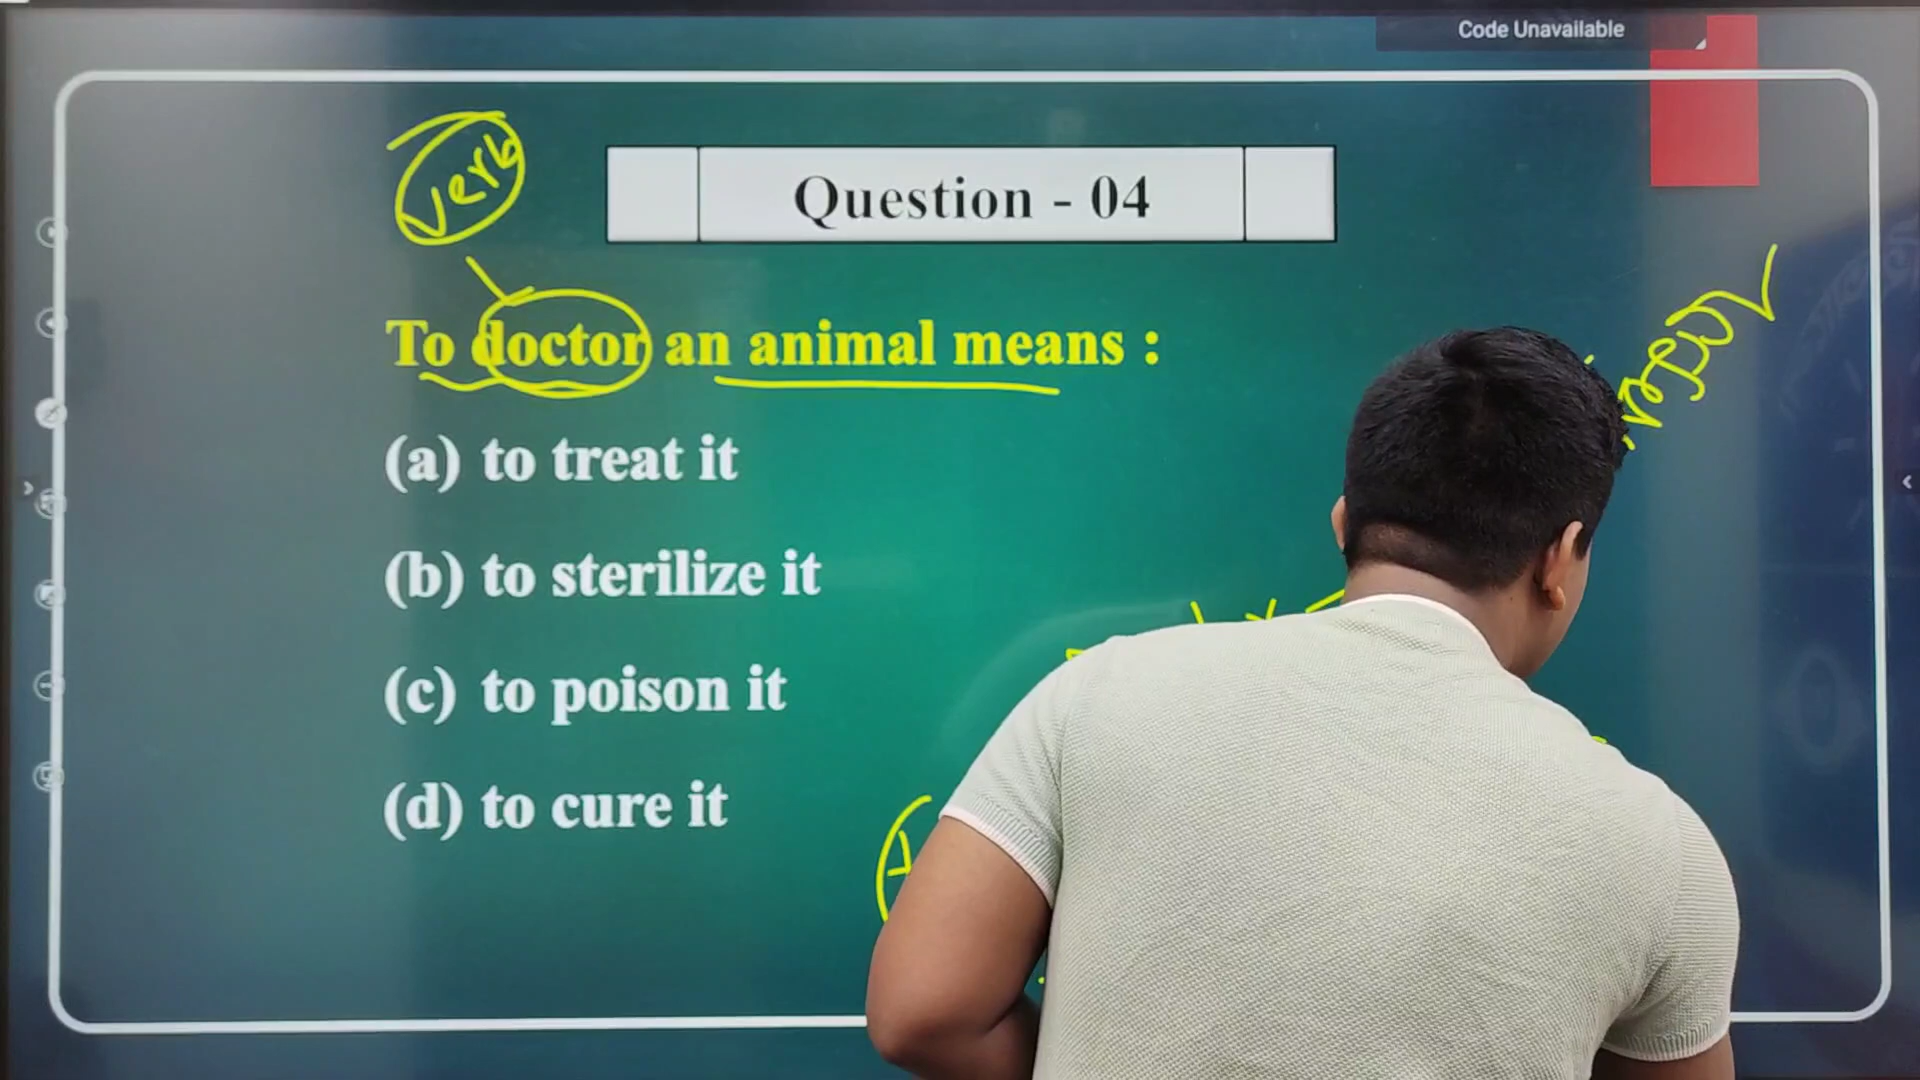 Code Unavailable
verb
Question - 04
To doctor an animal means :
(a) to treat it
(b) to sterilize it
(c) to poison it
(d) to cure it